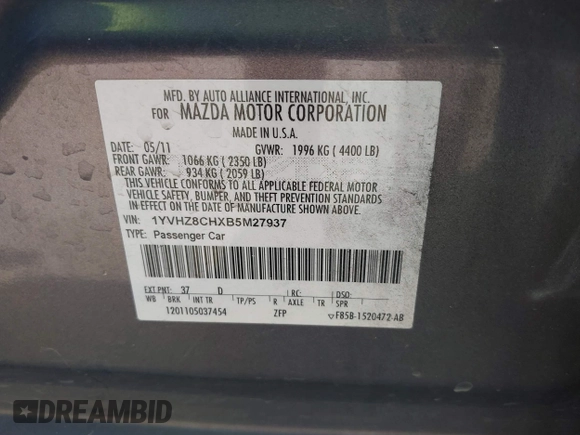 MFD. BY AUTO ALLIANCE INTERNATIONAL, INC.
FOR MAZDA MOTOR CORPORATION
MADE IN U.S.A.
DATE: 05/11 GVWR: 1996 KG ( 4400 LB)
FRONT GAWR: 1066 KG ( 2350 LB)
REAR GAWR: 934 KG ( 2059 LB)
THIS VEHICLE CONFORMS TO ALL APPLICABLE FEDERAL MOTOR
VEHICLE SAFETY, BUMPER, AND THEFT PREVENTION STANDARDS
IN EFFECT ON THE DATE OF MANUFACTURE SHOWN ABOVE.
VIN: 1YVHZ8CHXB5M27937
TYPE: Passenger Car
EXT PNT: 37 D RC: DSO:
WB BRK INT TR TP/PS R AXLE TR SPR
1201105037454 ZFP ▽F85B-1520472-AB
DREAMBID